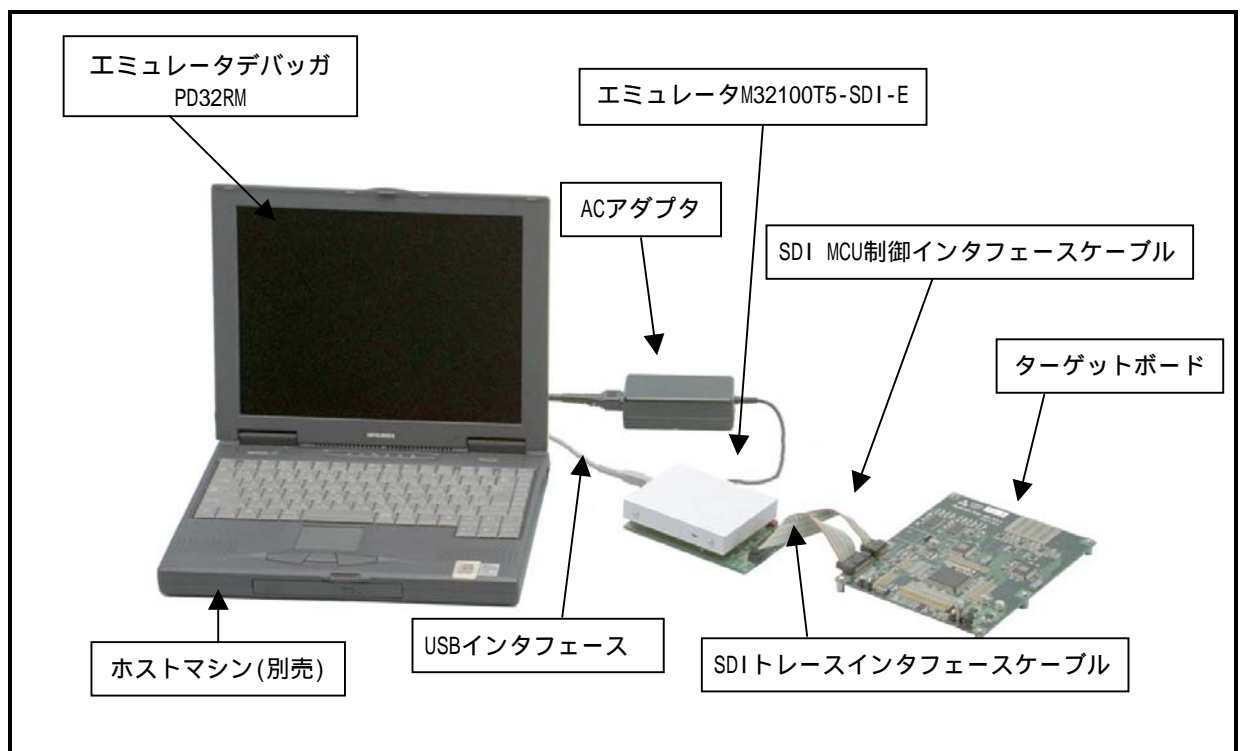 エミュレータデバッガ
PD32RM
エミュレータM32100T5-SDI-E
ACアダプタ
SDI MCU制御インタフェースケーブル
ターゲットボード
USBインタフェース
SDIトレースインタフェースケーブル
ホストマシン(別売)